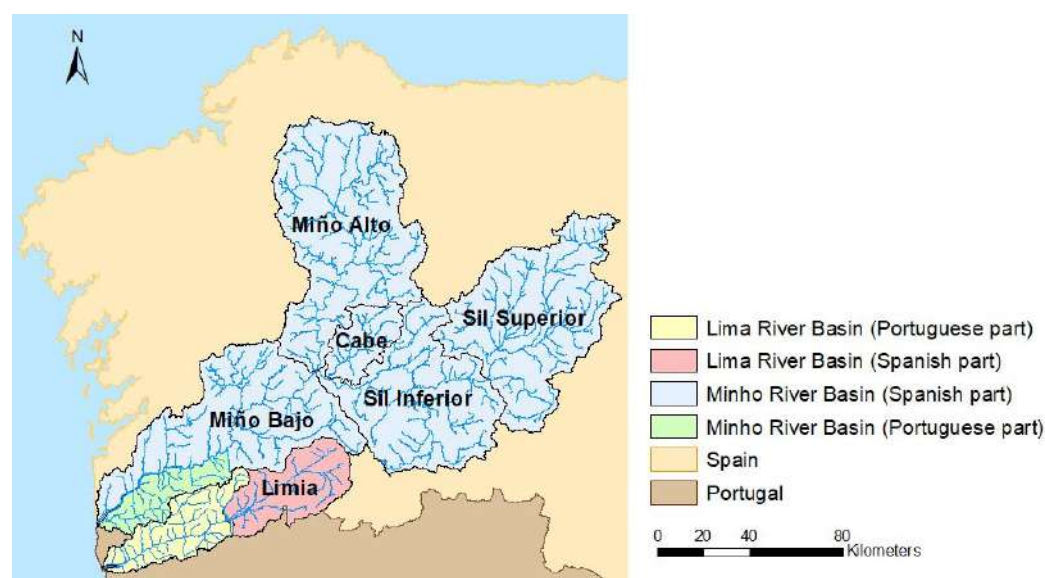 N
Miño Alto
Sil Superior
Cabe
Sil Inferior
Miño Bajo
Limia
Lima River Basin (Portuguese part)
Lima River Basin (Spanish part)
Minho River Basin (Spanish part)
Minho River Basin (Portuguese part)
Spain
Portugal
0 20 40 80
Kilometers